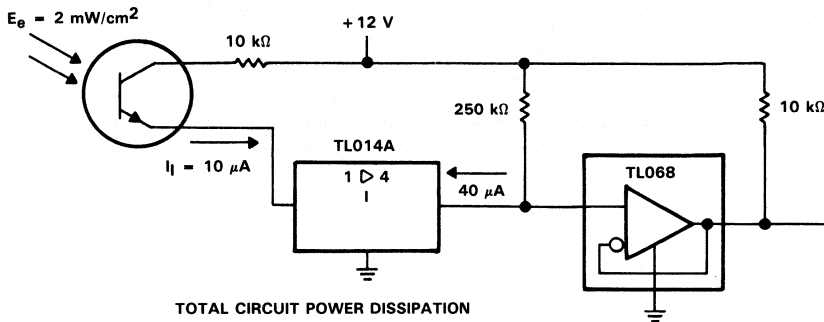 Eₑ = 2 mW/cm²
+12 V
10 kΩ
250 kΩ
10 kΩ
TL014A
TL068
I_I = 10 μA
1 ▷ 4
I
40 μA
TOTAL CIRCUIT POWER DISSIPATION